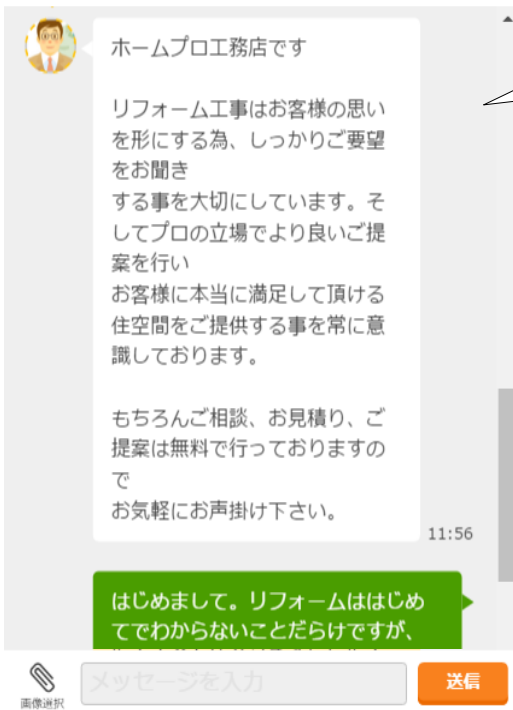 ホームプロ工務店です
リフォーム工事はお客様の思い
を形にする為、しっかりご要望
をお聞き
する事を大切にしています。そ
してプロの立場でより良いご提
案を行い
お客様に本当に満足して頂ける
住空間をご提供する事を常に意
識しております。
もちろんご相談、お見積り、ご
提案は無料で行っておりますの
で
お気軽にお声掛け下さい。
11:56
はじめまして。リフォームははじめ
てでわからないことだらけですが、
画像選択
メッセージを入力
送信